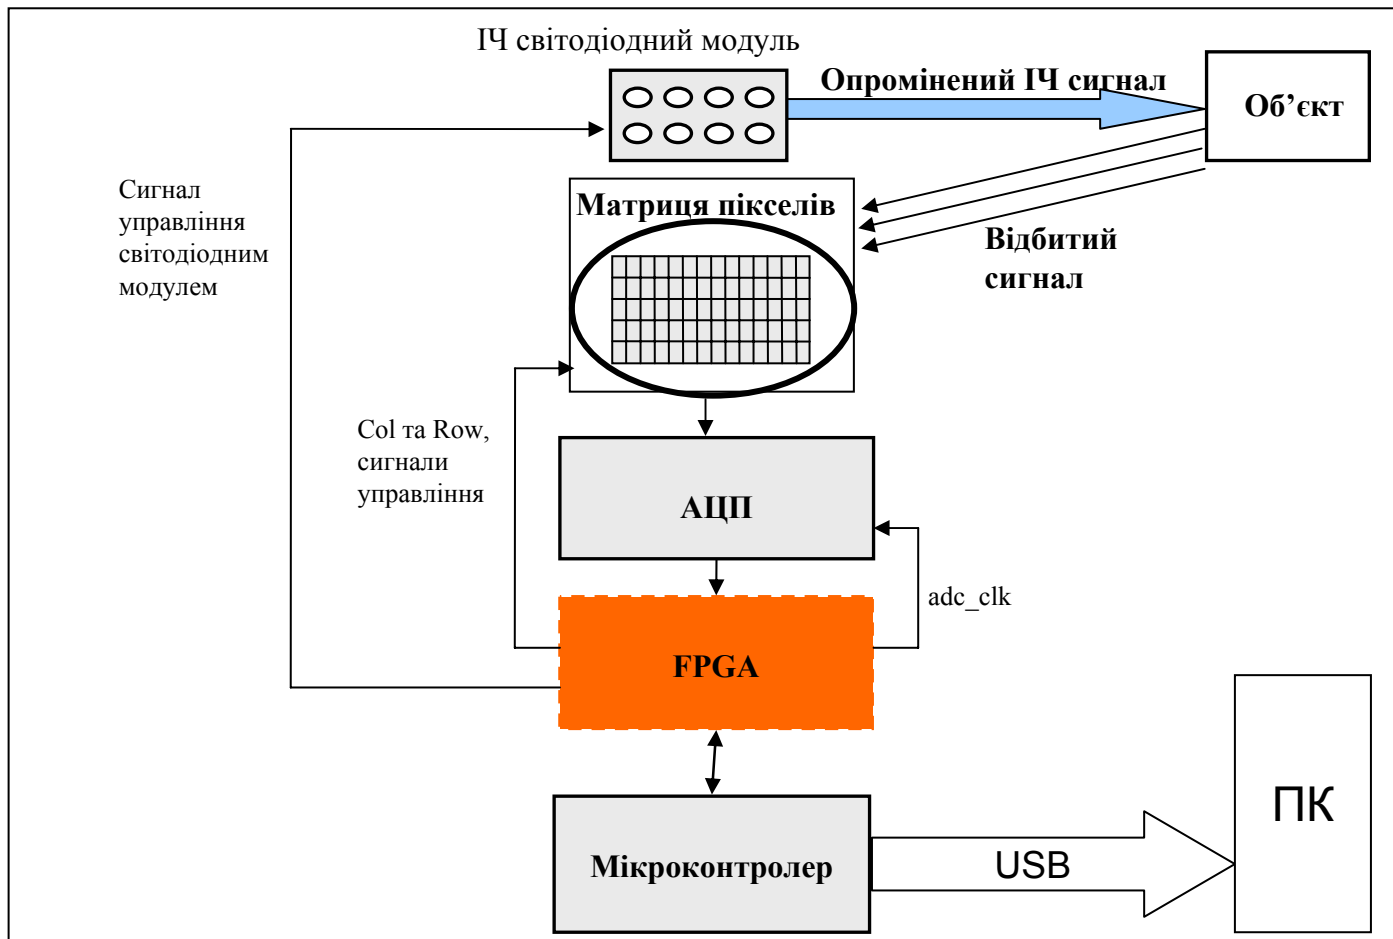 ІЧ світодіодний модуль
Опромінений ІЧ сигнал
Об’єкт
Сигнал
управління
світодіодним
модулем
Матриця пікселів
Відбитий
сигнал
Col та Row,
сигнали
управління
АЦП
adc_clk
FPGA
ПК
Мікроконтролер
USB